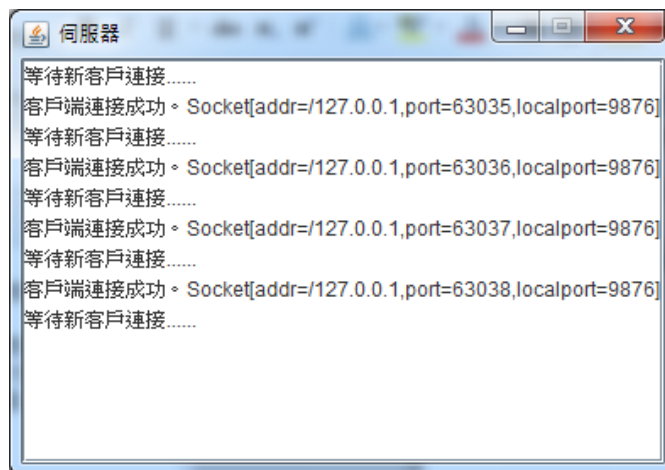 伺服器
等待新客戶連接......
客戶端連接成功。Socket[addr=/127.0.0.1,port=63035,localport=9876]
等待新客戶連接......
客戶端連接成功。Socket[addr=/127.0.0.1,port=63036,localport=9876]
等待新客戶連接......
客戶端連接成功。Socket[addr=/127.0.0.1,port=63037,localport=9876]
等待新客戶連接......
客戶端連接成功。Socket[addr=/127.0.0.1,port=63038,localport=9876]
等待新客戶連接......